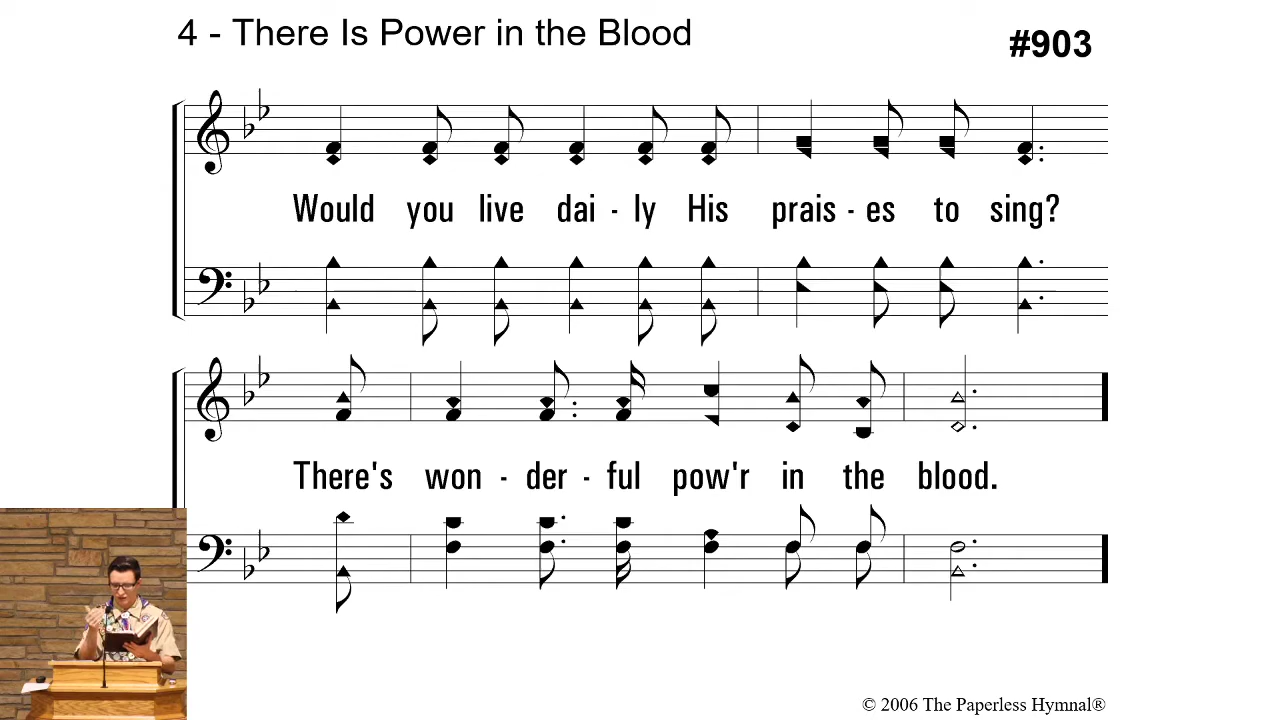 4 - There Is Power in the Blood
#903
Would you live dai - ly His prais - es to sing?
There's won - der - ful pow'r in the blood.
© 2006 The Paperless Hymnal®